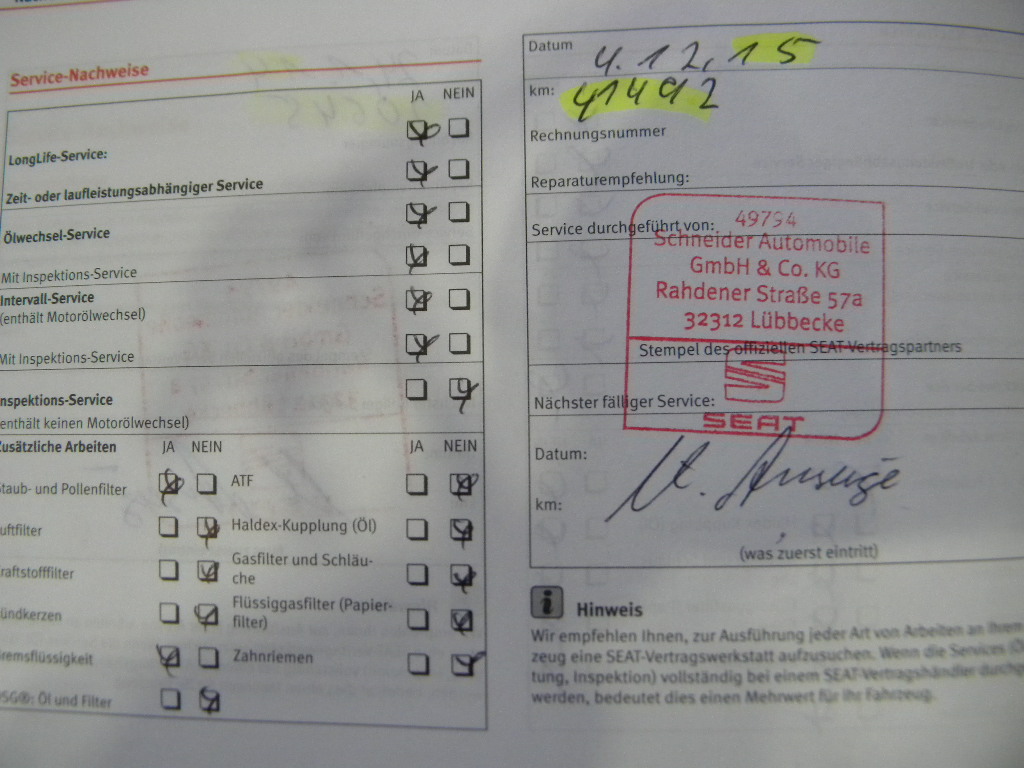 Service-Nachweise
JA NEIN
LongLife-Service:
Zeit- oder laufleistungsabhängiger Service
Ölwechsel-Service
Mit Inspektions-Service
Intervall-Service
(enthält Motorölwechsel)
Mit Inspektions-Service
nspektions-Service
enthält keinen Motorölwechsel)
Zusätzliche Arbeiten JA NEIN JA NEIN
Staub- und Pollenfilter ATF
uftfilter Haldex-Kupplung (Öl)
raftstofffilter Gasfilter und Schläu-
che
ündkerzen Flüssiggasfilter (Papier-
filter)
remsflüssigkeit Zahnriemen
SG®: Öl und Filter
Datum 4.12.15
km: 41492
Rechnungsnummer
Reparaturempfehlung:
Service durchgeführt von: 49794
Schneider Automobile
GmbH & Co. KG
Rahdener Straße 57a
32312 Lübbecke
Stempel des offiziellen SEAT-Vertragspartners
Nächster fälliger Service:
SEAT
Datum:
lt. Anzeige
km:
(was zuerst eintritt)
i Hinweis
Wir empfehlen Ihnen, zur Ausführung jeder Art von Arbeiten an Ihrem
zeug eine SEAT-Vertragswerkstatt aufzusuchen. Wenn die Services (Ö
tung, Inspektion) vollständig bei einem SEAT-Vertragshändler durchg
werden, bedeutet dies einen Mehrwert für Ihr Fahrzeug.